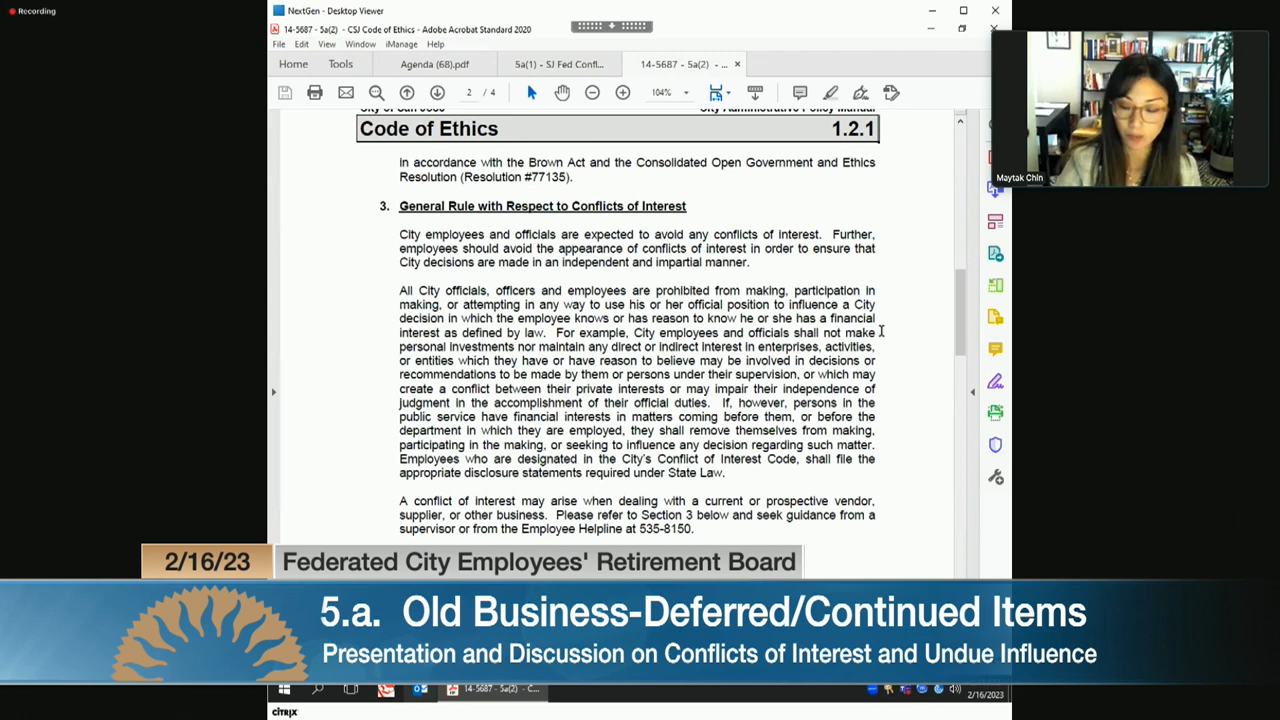 Recording
NextGen - Desktop Viewer
14-5687 - 5a(2) - CSJ Code of Ethics - Adobe Acrobat Standard 2020
File Edit View Window iManage Help
Home Tools Agenda (68).pdf 5a(1) - SJ Fed Confl... 14-5687 - 5a(2) - ... ×
2 / 4 104%
City Administrative Policy Manual
Code of Ethics 1.2.1
in accordance with the Brown Act and the Consolidated Open Government and Ethics
Resolution (Resolution #77135).
3. General Rule with Respect to Conflicts of Interest
City employees and officials are expected to avoid any conflicts of interest. Further,
employees should avoid the appearance of conflicts of interest in order to ensure that
City decisions are made in an independent and impartial manner.
All City officials, officers and employees are prohibited from making, participation in
making, or attempting in any way to use his or her official position to influence a City
decision in which the employee knows or has reason to know he or she has a financial
interest as defined by law. For example, City employees and officials shall not make
personal investments nor maintain any direct or indirect interest in enterprises, activities,
or entities which they have or have reason to believe may be involved in decisions or
recommendations to be made by them or persons under their supervision, or which may
create a conflict between their private interests or may impair their independence of
judgment in the accomplishment of their official duties. If, however, persons in the
public service have financial interests in matters coming before them, or before the
department in which they are employed, they shall remove themselves from making,
participating in the making, or seeking to influence any decision regarding such matter.
Employees who are designated in the City's Conflict of Interest Code, shall file the
appropriate disclosure statements required under State Law.
A conflict of interest may arise when dealing with a current or prospective vendor,
supplier, or other business. Please refer to Section 3 below and seek guidance from a
supervisor or from the Employee Helpline at 535-8150.
Maytak Chin
2/16/23 Federated City Employees' Retirement Board
5.a. Old Business-Deferred/Continued Items
Presentation and Discussion on Conflicts of Interest and Undue Influence
14-5687 - 5a(2) - C... 2/16/2023
CITRIX